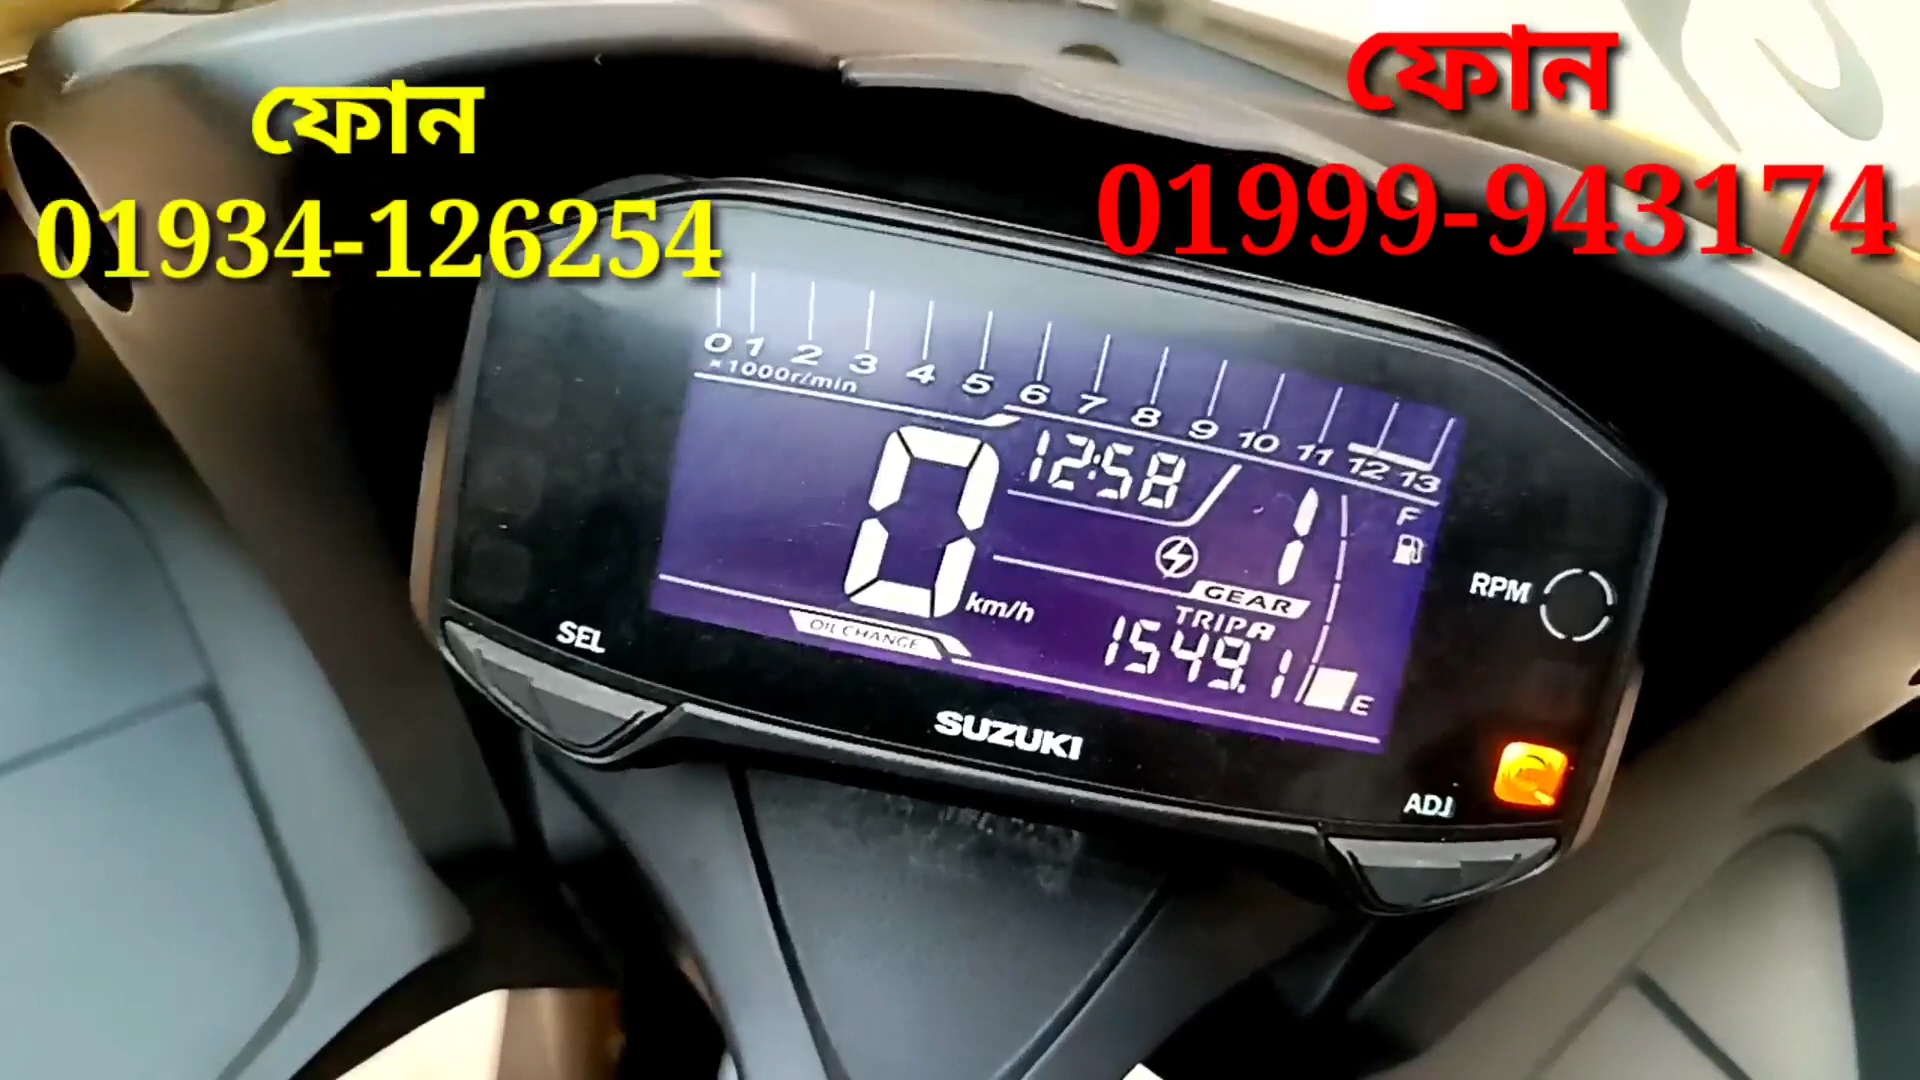 ফোন
01934-126254
ফোন
01999-943174
0 1 2 3 4 5 6 7 8 9 10 11 12 13
×1000r/min
12:58
0
km/h
1
GEAR
F
TRIP A
1549.1
E
OIL CHANGE
SEL
RPM
SUZUKI
ADJ